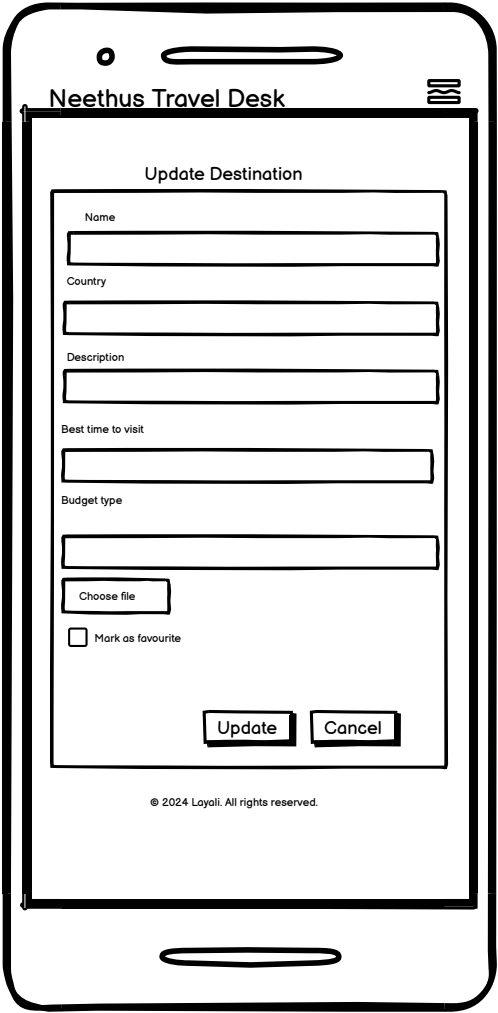 Neethus Travel Desk
Update Destination
Name
Country
Description
Best time to visit
Budget type
Choose file
Mark as favourite
Update Cancel
© 2024 Layali. All rights reserved.